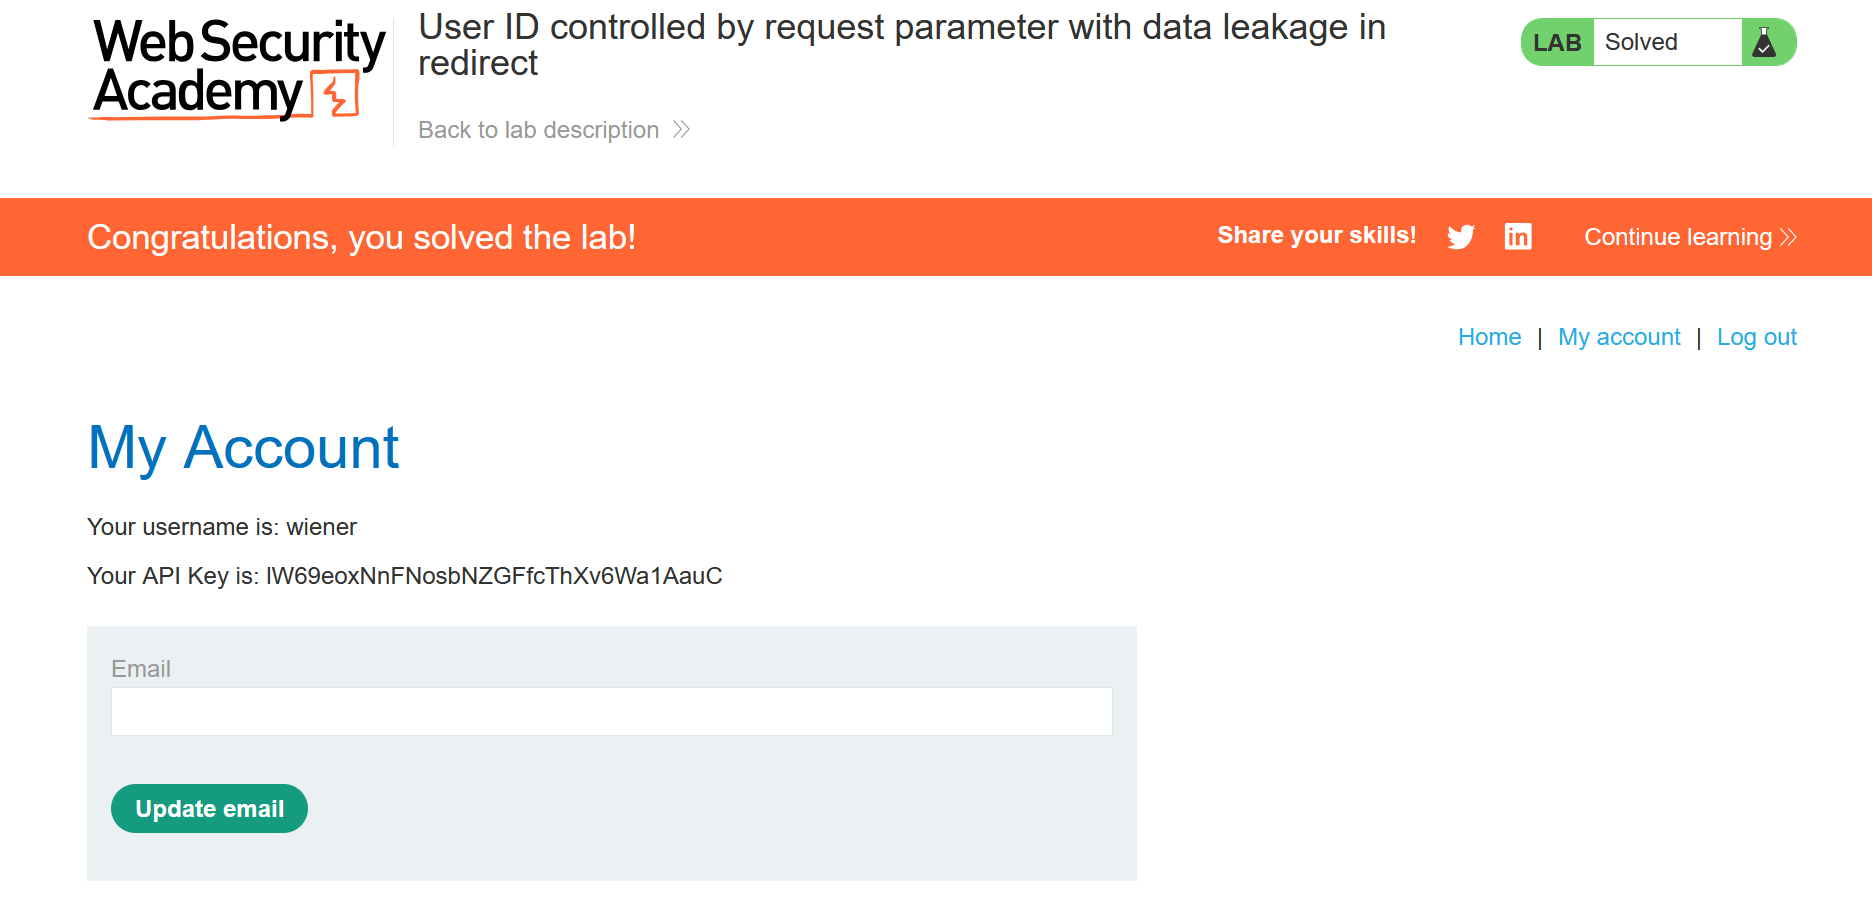 Web Security
Academy
User ID controlled by request parameter with data leakage in
redirect
Back to lab description
LAB Solved
Congratulations, you solved the lab!
Share your skills!
Continue learning
Home | My account | Log out
My Account
Your username is: wiener
Your API Key is: lW69eoxNnFNosbNZGFfcThXv6Wa1AauC
Email
Update email